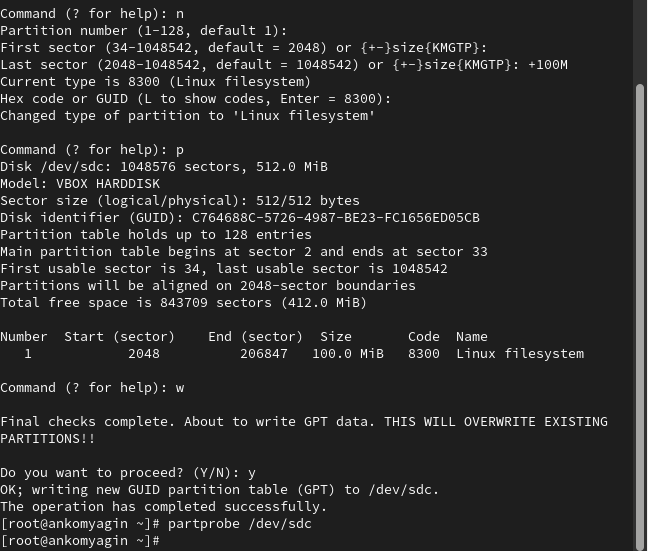 Command (? for help): n
Partition number (1-128, default 1):
First sector (34-1048542, default = 2048) or {+-}size{KMGTP}:
Last sector (2048-1048542, default = 1048542) or {+-}size{KMGTP}: +100M
Current type is 8300 (Linux filesystem)
Hex code or GUID (L to show codes, Enter = 8300):
Changed type of partition to 'Linux filesystem'

Command (? for help): p
Disk /dev/sdc: 1048576 sectors, 512.0 MiB
Model: VBOX HARDDISK
Sector size (logical/physical): 512/512 bytes
Disk identifier (GUID): C764688C-5726-4987-BE23-FC1656ED05CB
Partition table holds up to 128 entries
Main partition table begins at sector 2 and ends at sector 33
First usable sector is 34, last usable sector is 1048542
Partitions will be aligned on 2048-sector boundaries
Total free space is 843709 sectors (412.0 MiB)

Number  Start (sector)    End (sector)  Size       Code  Name
   1            2048          206847   100.0 MiB   8300  Linux filesystem

Command (? for help): w

Final checks complete. About to write GPT data. THIS WILL OVERWRITE EXISTING
PARTITIONS!!

Do you want to proceed? (Y/N): y
OK; writing new GUID partition table (GPT) to /dev/sdc.
The operation has completed successfully.
[root@ankomyagin ~]# partprobe /dev/sdc
[root@ankomyagin ~]#